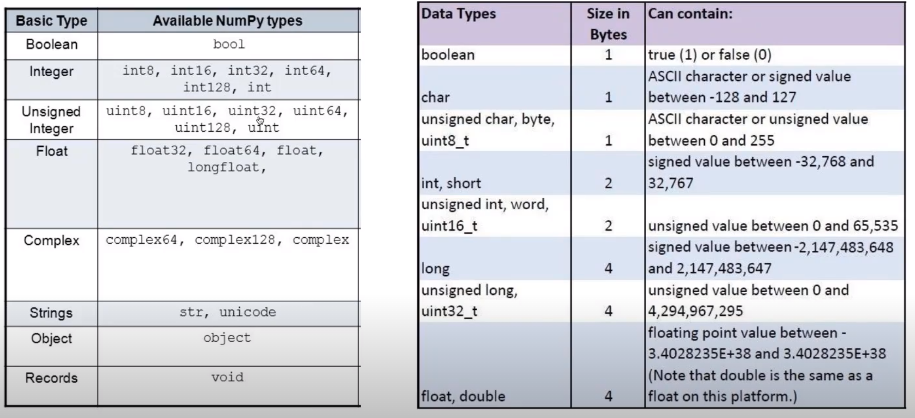 Basic Type Available NumPy types
Boolean bool
Integer int8, int16, int32, int64,
int128, int
Unsigned uint8, uint16, uint32, uint64,
Integer uint128, uint
Float float32, float64, float,
longfloat,
Complex complex64, complex128, complex
Strings str, unicode
Object object
Records void
Data Types Size in Can contain:
Bytes
boolean 1 true (1) or false (0)
ASCII character or signed value
char 1 between -128 and 127
unsigned char, byte, ASCII character or unsigned value
uint8_t 1 between 0 and 255
signed value between -32,768 and
int, short 2 32,767
unsigned int, word,
uint16_t 2 unsigned value between 0 and 65,535
signed value between -2,147,483,648
long 4 and 2,147,483,647
unsigned long, unsigned value between 0 and
uint32_t 4 4,294,967,295
floating point value between -
3.4028235E+38 and 3.4028235E+38
(Note that double is the same as a
float, double 4 float on this platform.)